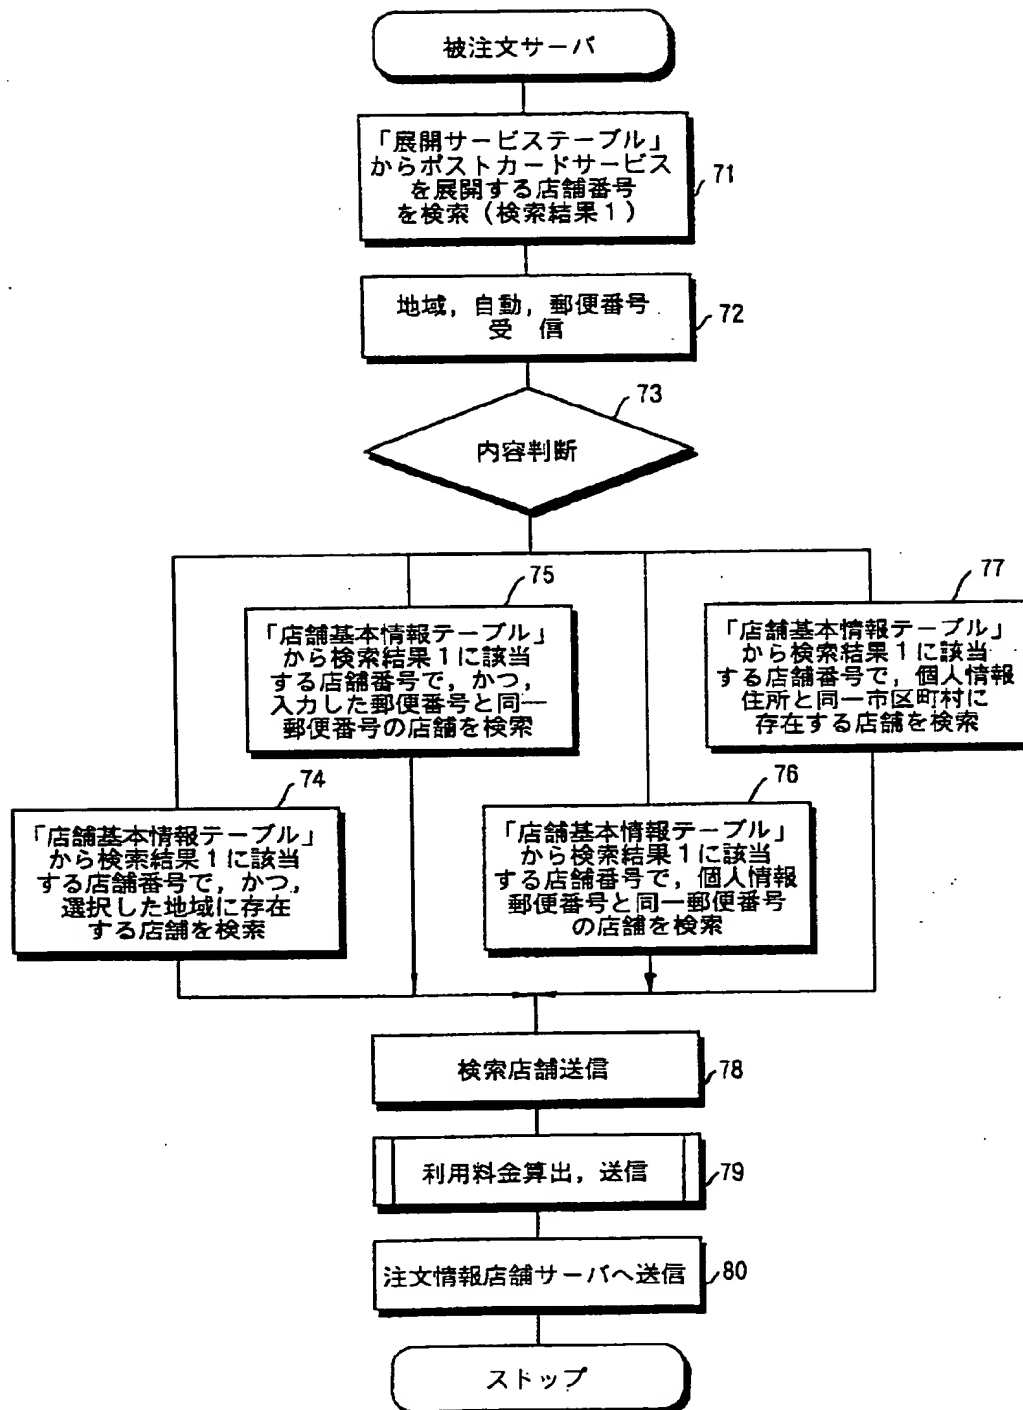 被注文サーバ
「展開サービステーブル」
からポストカードサービス
を展開する店舗番号
を検索（検索結果１）
71
地域，自動，郵便番号
受　信
72
73
内容判断
75
「店舗基本情報テーブル」
から検索結果１に該当
する店舗番号で，かつ，
入力した郵便番号と同一
郵便番号の店舗を検索
77
「店舗基本情報テーブル」
から検索結果１に該当
する店舗番号で，個人情報
住所と同一市区町村に
存在する店舗を検索
74
「店舗基本情報テーブル」
から検索結果１に該当
する店舗番号で，かつ，
選択した地域に存在
する店舗を検索
76
「店舗基本情報テーブル」
から検索結果１に該当
する店舗番号で，個人情報
郵便番号と同一郵便番号
の店舗を検索
検索店舗送信
78
利用料金算出，送信
79
注文情報店舗サーバへ送信
80
ストップ